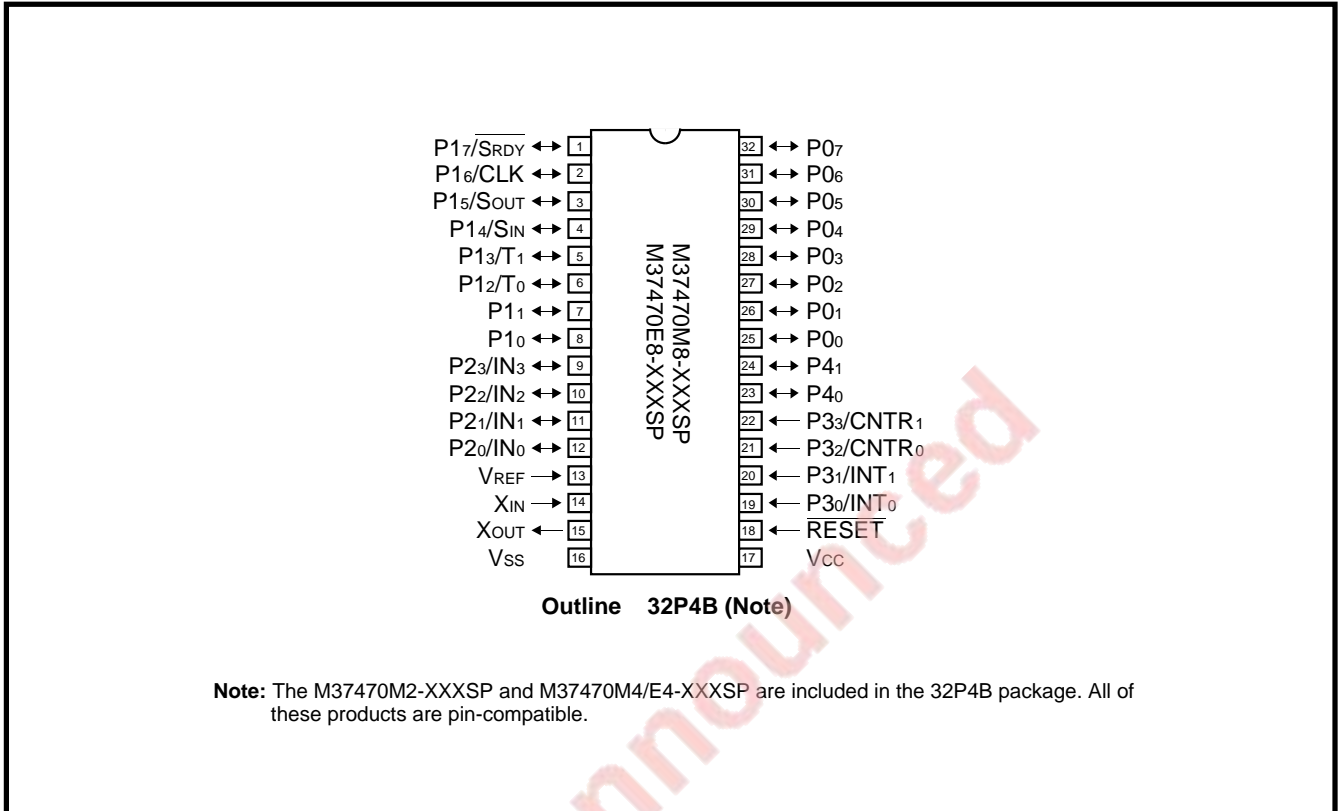 P17/SRDY 1
P16/CLK 2
P15/SOUT 3
P14/SIN 4
P13/T1 5
P12/T0 6
P11 7
P10 8
P23/IN3 9
P22/IN2 10
P21/IN1 11
P20/IN0 12
VREF 13
XIN 14
XOUT 15
VSS 16
M37470M8-XXXSP
M37470E8-XXXSP
32 P07
31 P06
30 P05
29 P04
28 P03
27 P02
26 P01
25 P00
24 P41
23 P40
22 P33/CNTR1
21 P32/CNTR0
20 P31/INT1
19 P30/INT0
18 RESET
17 VCC
Outline 32P4B (Note)
Note: The M37470M2-XXXSP and M37470M4/E4-XXXSP are included in the 32P4B package. All of
these products are pin-compatible.